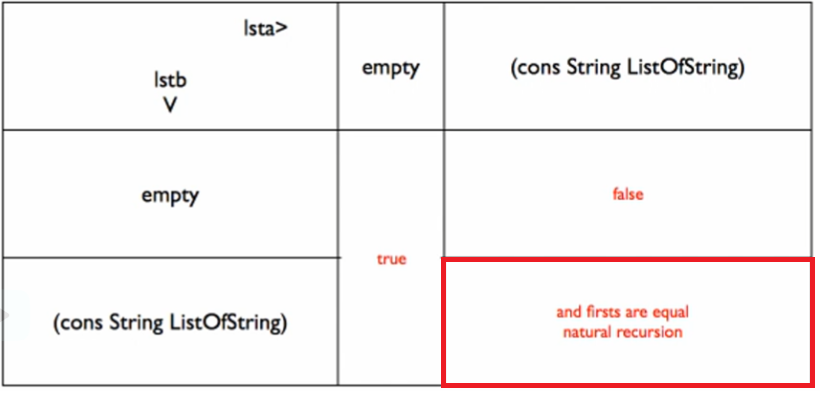 lsta>
lstb
V
empty
(cons String ListOfString)
empty
false
true
(cons String ListOfString)
and firsts are equal
natural recursion